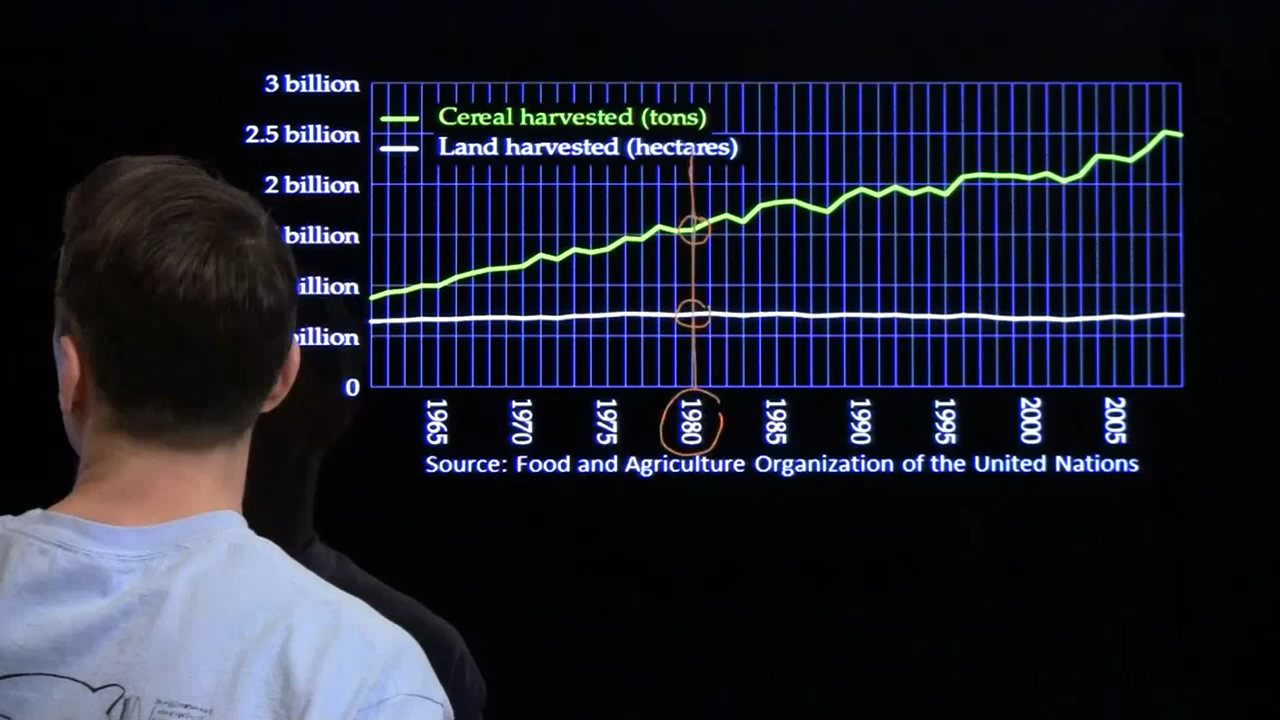 3 billion
Cereal harvested (tons)
2.5 billion
Land harvested (hectares)
2 billion
billion
illion
illion
0
1965 1970 1975 1980 1985 1990 1995 2000 2005
Source: Food and Agriculture Organization of the United Nations